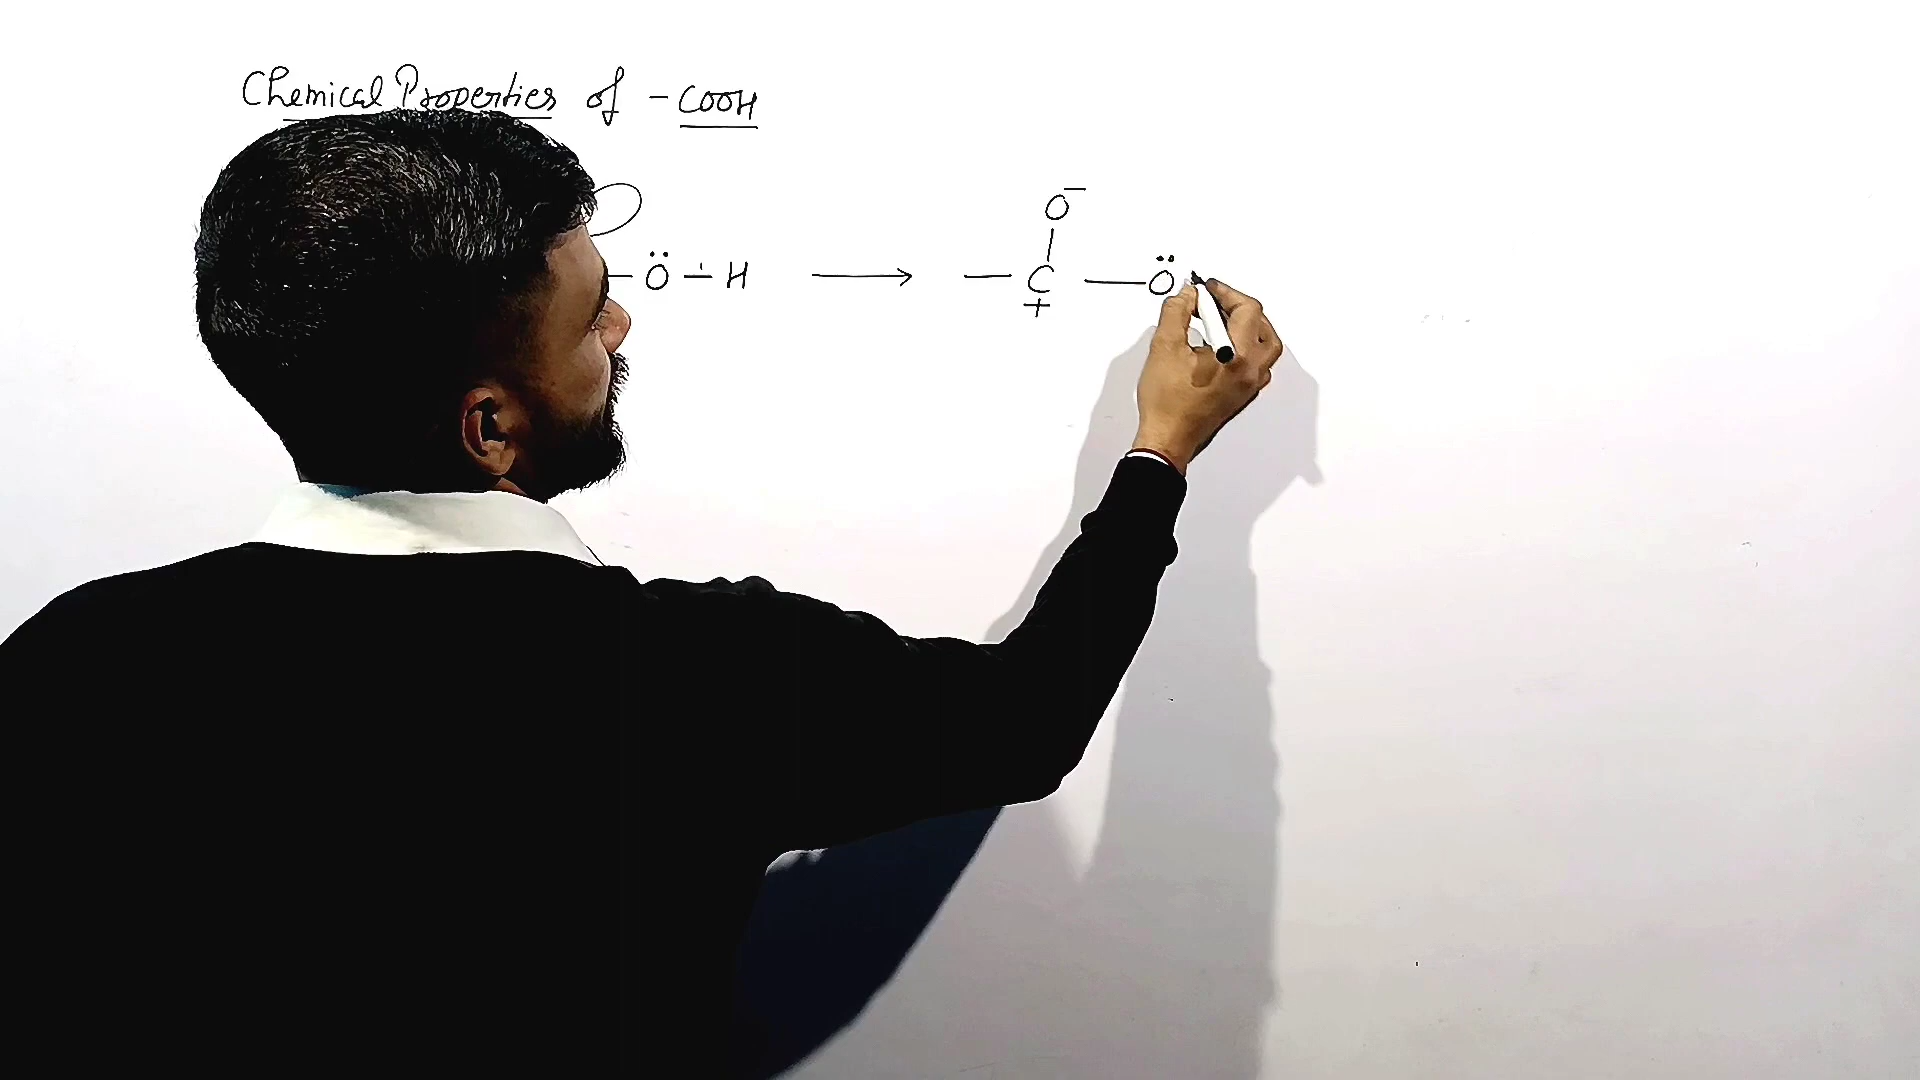 Chemical Properties of -COOH
O⁻
-Ö-H ⟶ -C-Ö
+